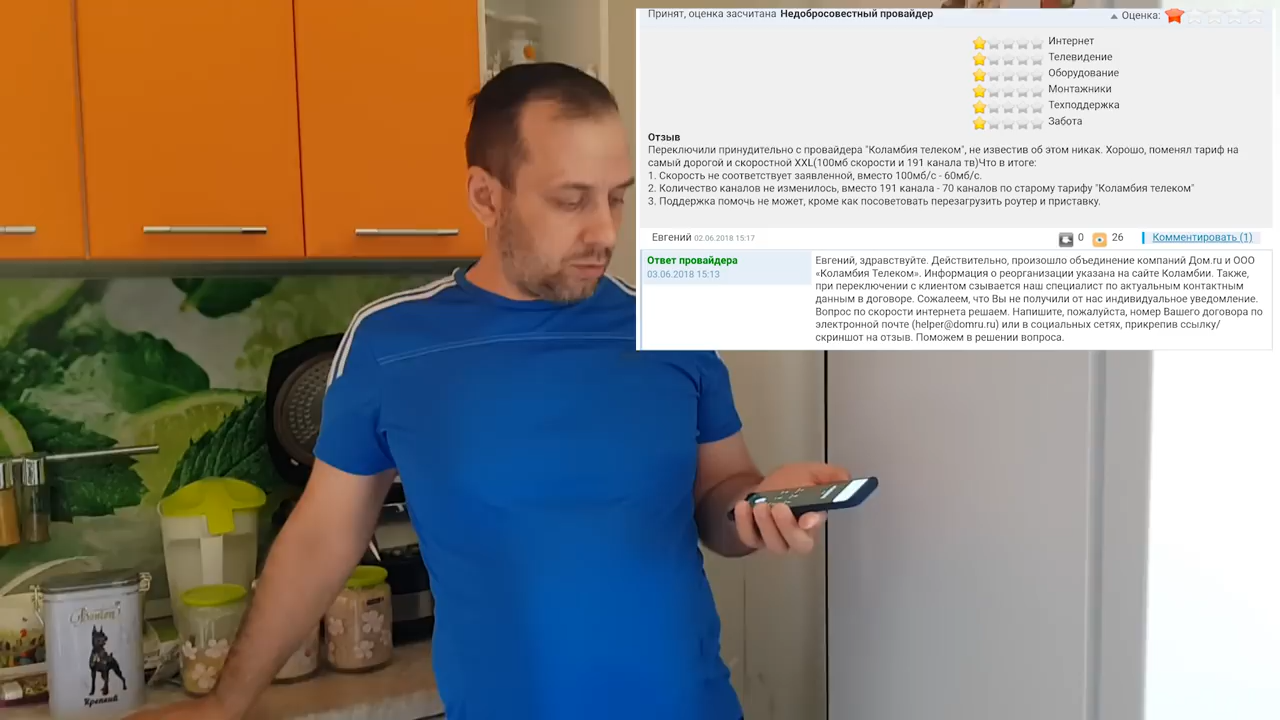 Принят, оценка засчитана Недобросовестный провайдер
Оценка:
Интернет
Телевидение
Оборудование
Монтажники
Техподдержка
Забота
Отзыв
Переключили принудительно с провайдера "Коламбия телеком", не известив об этом никак. Хорошо, поменял тариф на
самый дорогой и скоростной XXL(100мб скорости и 191 канала тв)Что в итоге:
1. Скорость не соответствует заявленной, вместо 100мб/с - 60мб/с.
2. Количество каналов не изменилось, вместо 191 канала - 70 каналов по старому тарифу "Коламбия телеком"
3. Поддержка помочь не может, кроме как посоветовать перезагрузить роутер и приставку.
Евгений 02.06.2018 15:17
0 26 Комментировать (1)
Ответ провайдера
03.06.2018 15:13
Евгений, здравствуйте. Действительно, произошло объединение компаний Дом.ru и ООО
«Коламбия Телеком». Информация о реорганизации указана на сайте Коламбии. Также,
при переключении с клиентом сзывается наш специалист по актуальным контактным
данным в договоре. Сожалеем, что Вы не получили от нас индивидуальное уведомление.
Вопрос по скорости интернета решаем. Напишите, пожалуйста, номер Вашего договора по
электронной почте (helper@domru.ru) или в социальных сетях, прикрепив ссылку/
скриншот на отзыв. Поможем в решении вопроса.
Крепкий